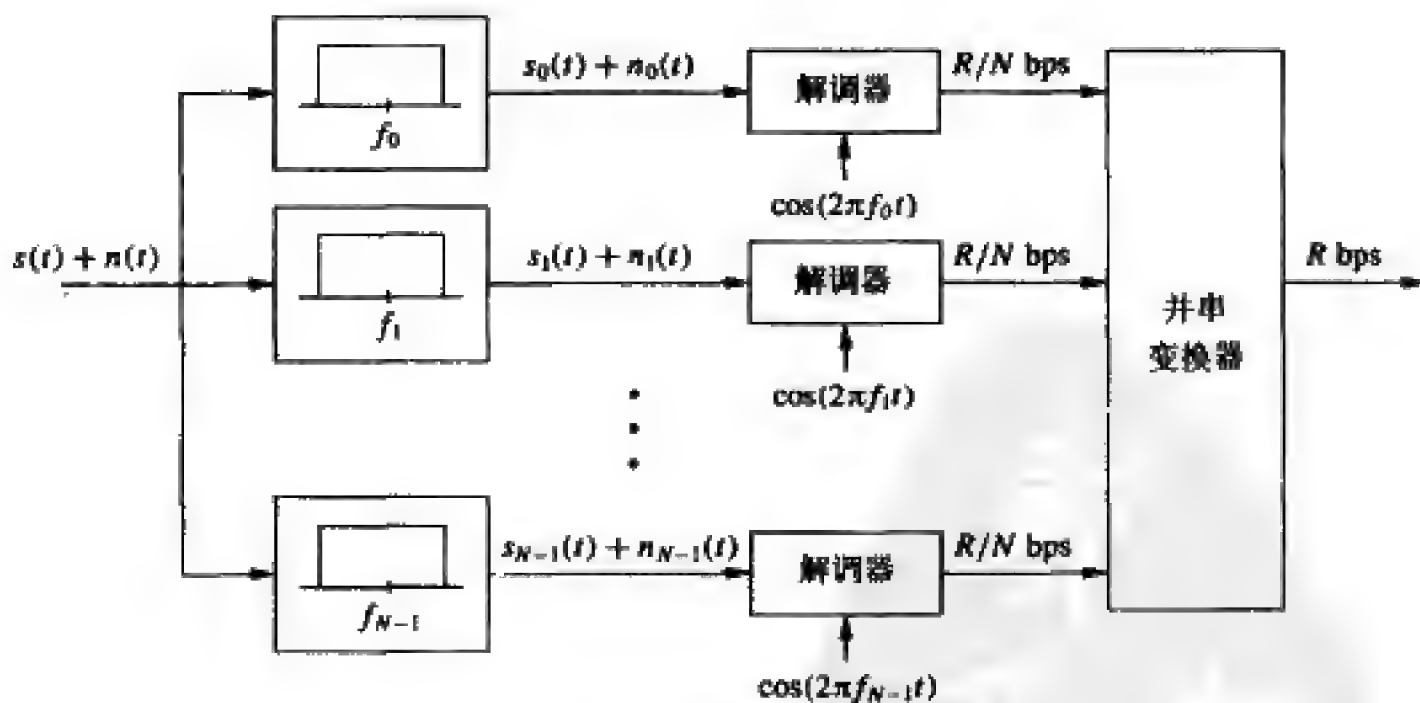 f₀
s₀(t) + n₀(t)
解调器
R/N bps
cos(2πf₀t)
s(t) + n(t)
f₁
s₁(t) + n₁(t)
解调器
R/N bps
cos(2πf₁t)
并串
变换器
R bps
f_{N−1}
s_{N−1}(t) + n_{N−1}(t)
解调器
R/N bps
cos(2πf_{N−1}t)